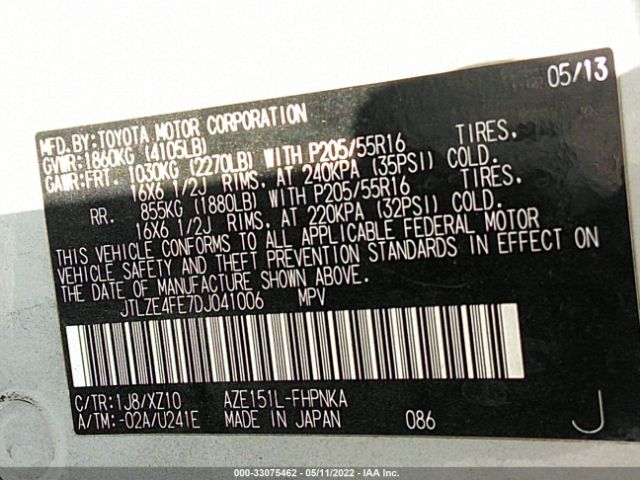 05/13
MFD. BY: TOYOTA MOTOR CORPORATION
GVWR: 1860KG (4105LB)
GAWR: FRT. 1030KG (2270LB) WITH P205/55R16 TIRES.
16X6 1/2J RIMS. AT 240KPA (35PSI) COLD.
RR. 855KG (1880LB) WITH P205/55R16 TIRES.
16X6 1/2J RIMS. AT 220KPA (32PSI) COLD.
THIS VEHICLE CONFORMS TO ALL APPLICABLE FEDERAL MOTOR
VEHICLE SAFETY AND THEFT PREVENTION STANDARDS IN EFFECT ON
THE DATE OF MANUFACTURE SHOWN ABOVE.
JTLZE4FE7DJ041006 MPV
C/TR: 1J8/XZ10 AZE151L-FHPNKA
A/TM: -02A/U241E MADE IN JAPAN 086 J
000-33075462 - 05/11/2022 - IAA Inc.